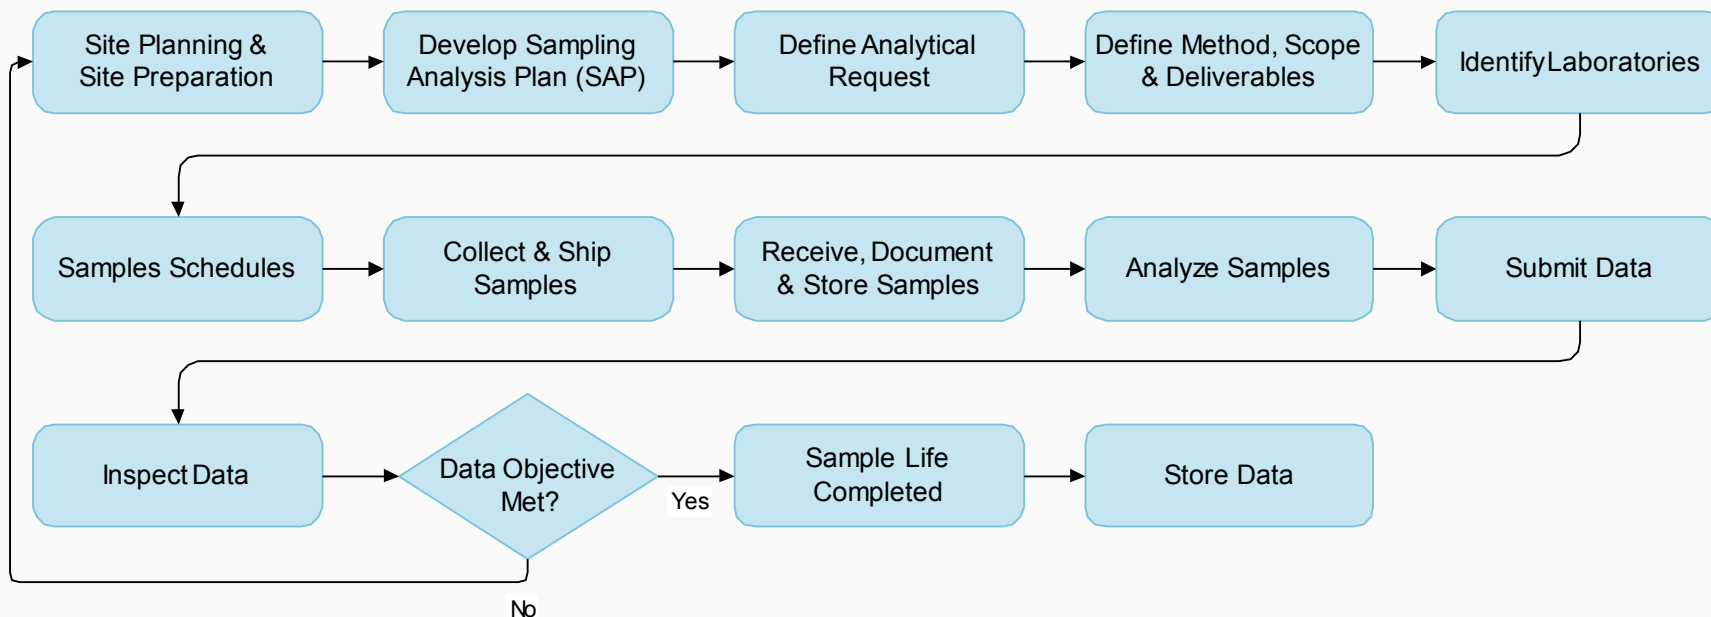 Site Planning &
Site Preparation
Develop Sampling
Analysis Plan (SAP)
Define Analytical
Request
Define Method, Scope
& Deliverables
Identify Laboratories
Samples Schedules
Collect & Ship
Samples
Receive, Document
& Store Samples
Analyze Samples
Submit Data
Inspect Data
Data Objective
Met?
Yes
Sample Life
Completed
Store Data
No